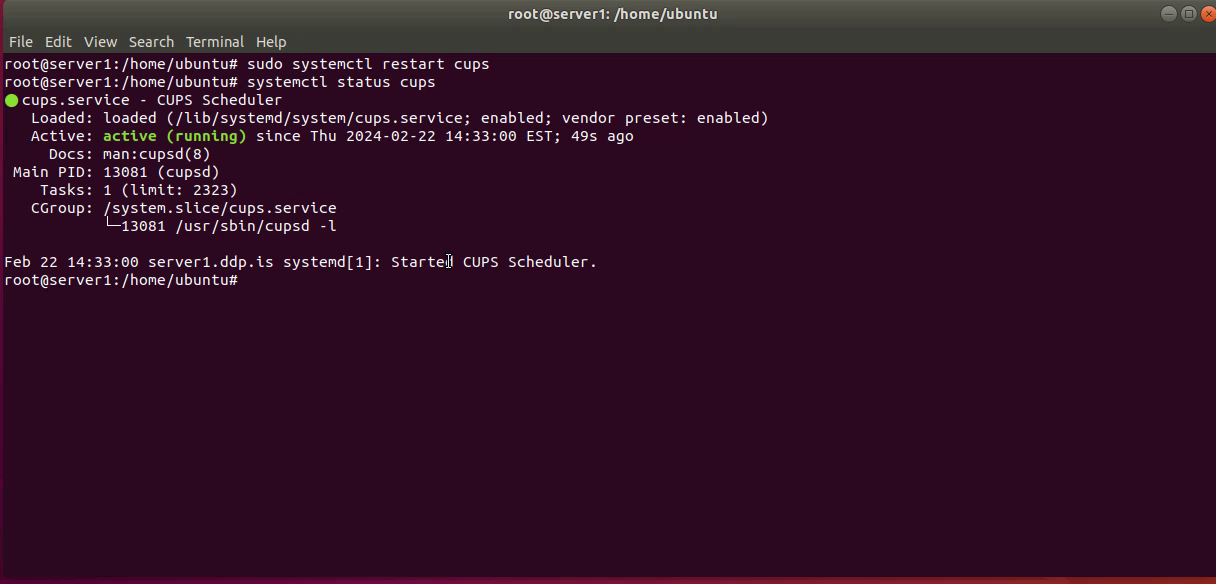 root@server1: /home/ubuntu
File Edit View Search Terminal Help
root@server1:/home/ubuntu# sudo systemctl restart cups
root@server1:/home/ubuntu# systemctl status cups
● cups.service - CUPS Scheduler
   Loaded: loaded (/lib/systemd/system/cups.service; enabled; vendor preset: enabled)
   Active: active (running) since Thu 2024-02-22 14:33:00 EST; 49s ago
     Docs: man:cupsd(8)
 Main PID: 13081 (cupsd)
    Tasks: 1 (limit: 2323)
   CGroup: /system.slice/cups.service
           └─13081 /usr/sbin/cupsd -l
Feb 22 14:33:00 server1.ddp.is systemd[1]: Started CUPS Scheduler.
root@server1:/home/ubuntu#